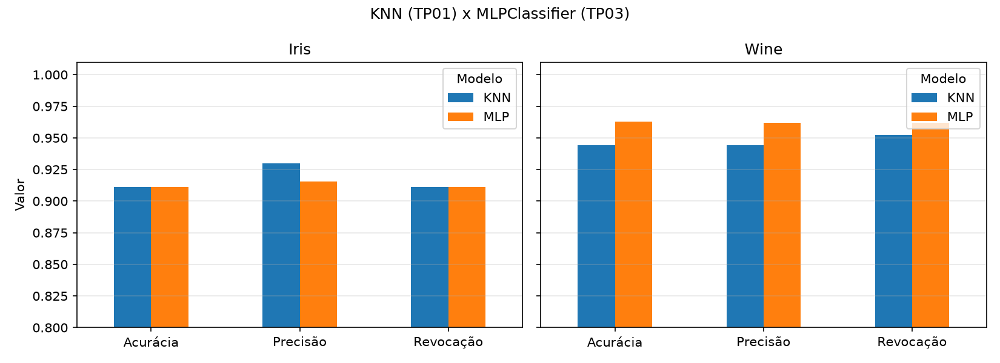 KNN (TP01) x MLPClassifier (TP03)
Iris
Modelo
KNN
MLP
Valor
1.000
0.975
0.950
0.925
0.900
0.875
0.850
0.825
0.800
Acurácia Precisão Revocação
Wine
Modelo
KNN
MLP
Acurácia Precisão Revocação